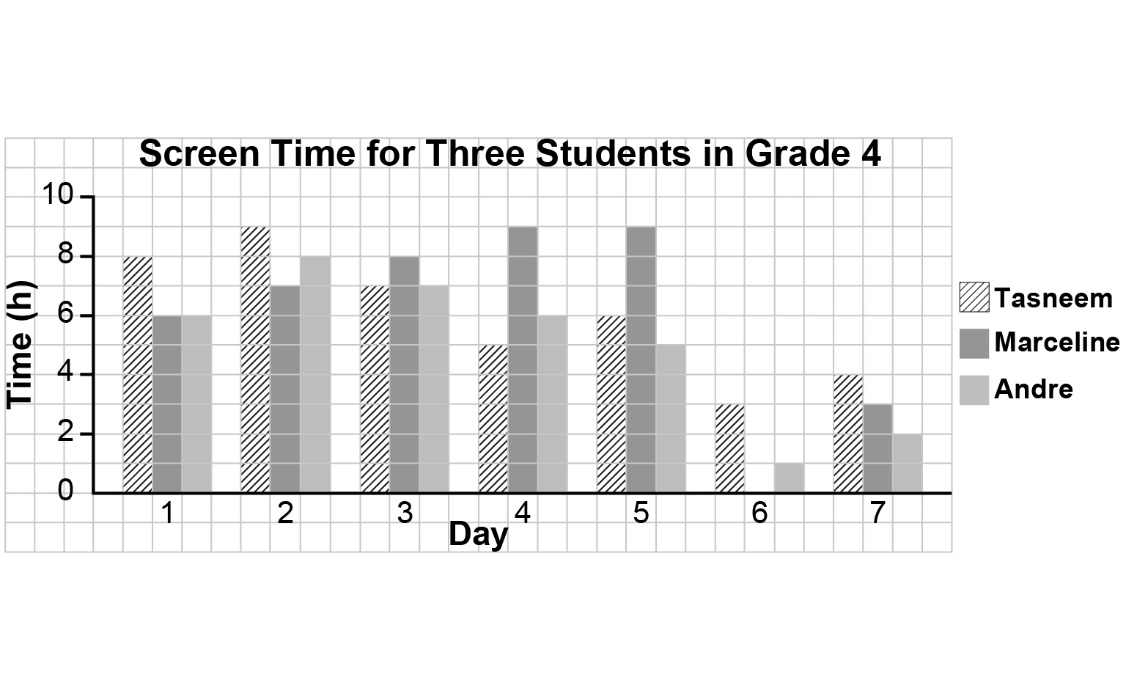 Screen Time for Three Students in Grade 4
Time (h)
10
8
6
4
2
0
1 2 3 4 5 6 7
Day
Tasneem
Marceline
Andre